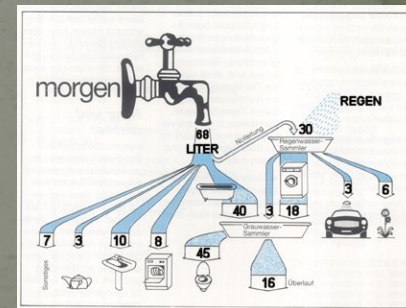 morgen
REGEN
68
LITER
Notleitung
30
Regenwasser-
Sammler
40
3
18
3
6
7
3
10
8
45
Grauwasser-
Sammler
16
Überlauf
Sonstiges